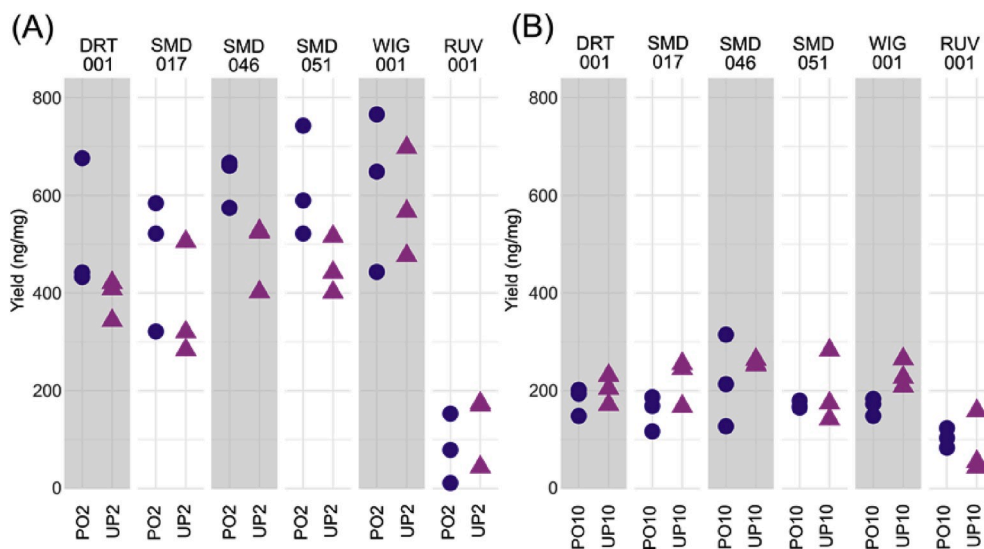 (A)
DRT
001
SMD
017
SMD
046
SMD
051
WIG
001
RUV
001
800
600
400
200
0
Yield (ng/mg)
PO2
UP2
PO2
UP2
PO2
UP2
PO2
UP2
PO2
UP2
PO2
UP2
(B)
DRT
001
SMD
017
SMD
046
SMD
051
WIG
001
RUV
001
800
600
400
200
0
Yield (ng/mg)
PO10
UP10
PO10
UP10
PO10
UP10
PO10
UP10
PO10
UP10
PO10
UP10